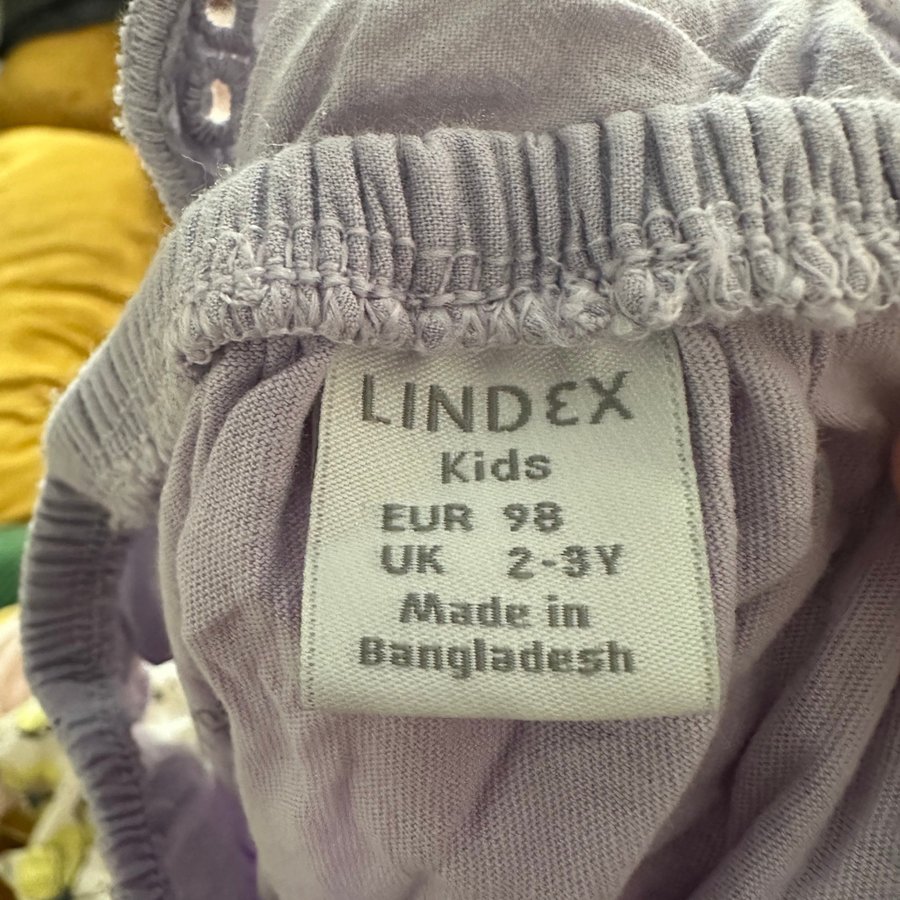 LINDEX
Kids
EUR 98
UK 2-3Y
Made in
Bangladesh